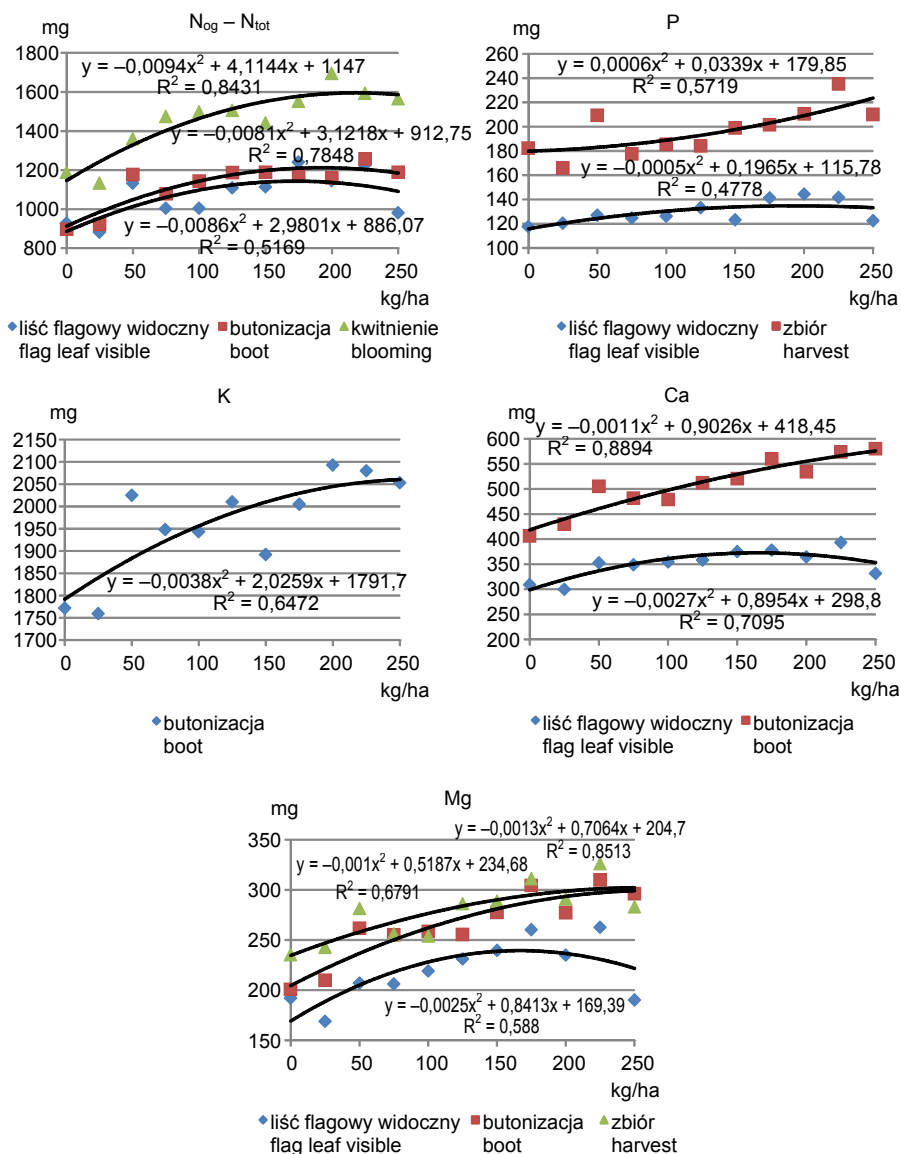 N_og – N_tot
mg
1800
1600
1400
1200
1000
800
y = –0,0094x² + 4,1144x + 1147
R² = 0,8431
y = –0,0081x² + 3,1218x + 912,75
R² = 0,7848
y = –0,0086x² + 2,9801x + 886,07
R² = 0,5169
0 50 100 150 200 250
kg/ha
liść flagowy widoczny butonizacja kwitnienie
flag leaf visible boot blooming
P
mg
260
240
220
200
180
160
140
120
100
y = 0,0006x² + 0,0339x + 179,85
R² = 0,5719
y = –0,0005x² + 0,1965x + 115,78
R² = 0,4778
0 50 100 150 200 250
kg/ha
liść flagowy widoczny zbiór
flag leaf visible harvest
K
mg
2150
2100
2050
2000
1950
1900
1850
1800
1750
1700
y = –0,0038x² + 2,0259x + 1791,7
R² = 0,6472
0 50 100 150 200 250
kg/ha
butonizacja
boot
Ca
mg
y = –0,0011x² + 0,9026x + 418,45
R² = 0,8894
600
550
500
450
400
350
300
250
200
y = –0,0027x² + 0,8954x + 298,8
R² = 0,7095
0 50 100 150 200 250
kg/ha
liść flagowy widoczny butonizacja
flag leaf visible boot
Mg
mg
350
300
250
200
150
y = –0,0013x² + 0,7064x + 204,7
R² = 0,8513
y = –0,001x² + 0,5187x + 234,68
R² = 0,6791
y = –0,0025x² + 0,8413x + 169,39
R² = 0,588
0 50 100 150 200 250
kg/ha
liść flagowy widoczny butonizacja zbiór
flag leaf visible boot harvest